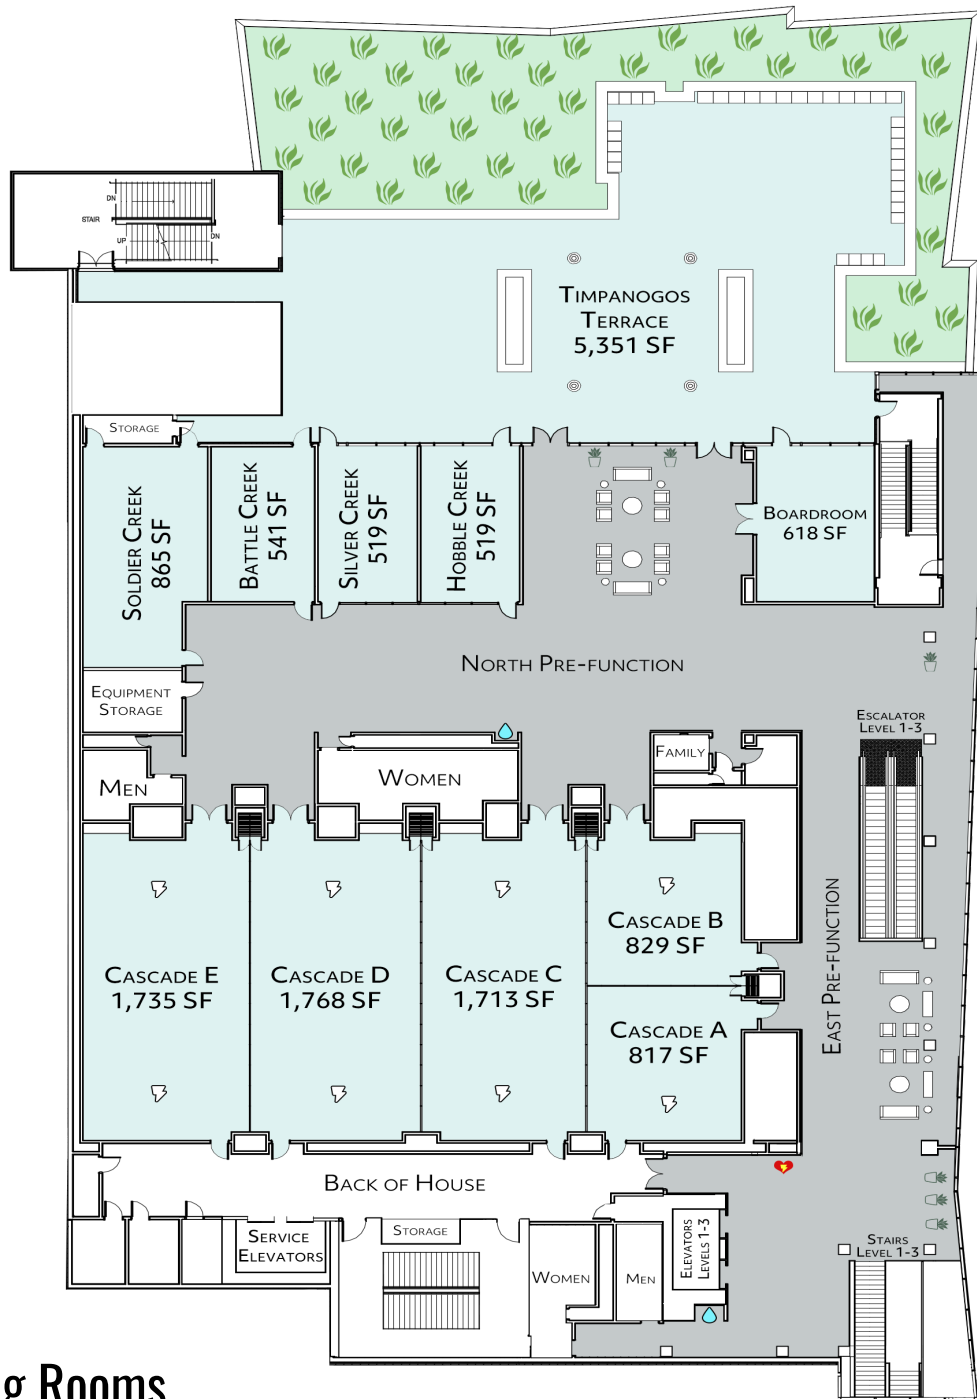 DN
STAIR
UP
DN
TIMPANOGOS
TERRACE
5,351 SF
STORAGE
SOLDIER CREEK
865 SF
BATTLE CREEK
541 SF
SILVER CREEK
519 SF
HOBBLE CREEK
519 SF
BOARDROOM
618 SF
NORTH PRE-FUNCTION
EQUIPMENT
STORAGE
ESCALATOR
LEVEL 1-3
FAMILY
MEN
WOMEN
EAST PRE-FUNCTION
CASCADE E
1,735 SF
CASCADE D
1,768 SF
CASCADE C
1,713 SF
CASCADE B
829 SF
CASCADE A
817 SF
BACK OF HOUSE
SERVICE
ELEVATORS
STORAGE
WOMEN
MEN
ELEVATORS
LEVELS 1-3
STAIRS
LEVEL 1-3
g Rooms